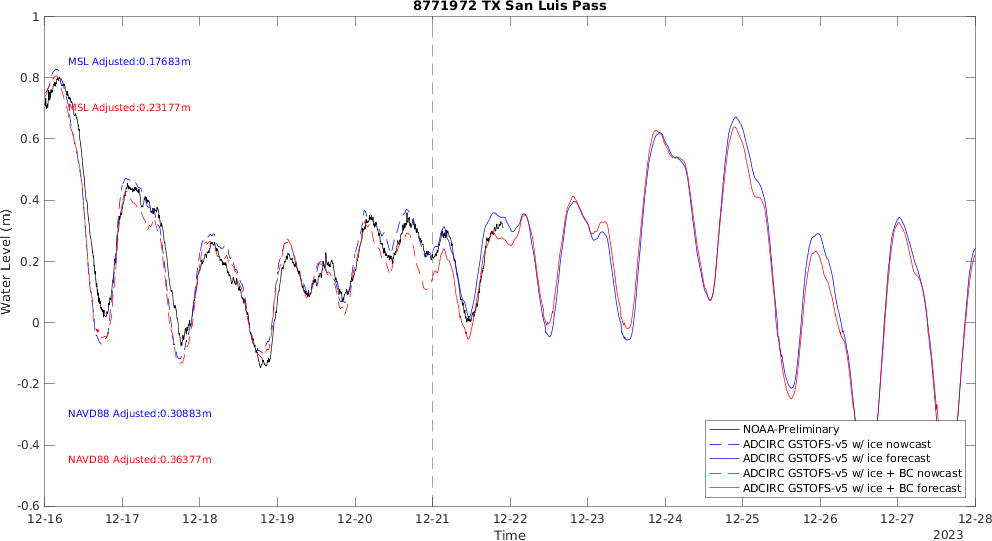 8771972 TX San Luis Pass
1
0.8
0.6
0.4
0.2
0
-0.2
-0.4
-0.6
Water Level (m)
MSL Adjusted:0.17683m
MSL Adjusted:0.23177m
NAVD88 Adjusted:0.30883m
NAVD88 Adjusted:0.36377m
NOAA-Preliminary
ADCIRC GSTOFS-v5 w/ ice nowcast
ADCIRC GSTOFS-v5 w/ ice forecast
ADCIRC GSTOFS-v5 w/ ice + BC nowcast
ADCIRC GSTOFS-v5 w/ ice + BC forecast
12-16 12-17 12-18 12-19 12-20 12-21 12-22 12-23 12-24 12-25 12-26 12-27 12-28
Time
2023